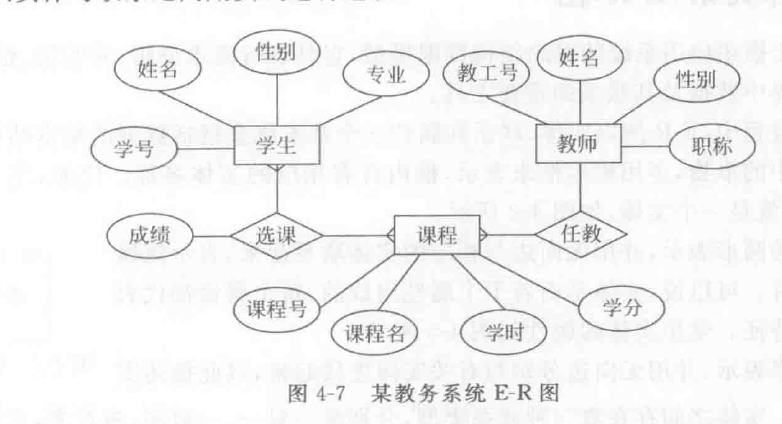 性别
姓名
姓名
专业
教工号
性别
学号
学生
教师
职称
成绩
选课
课程
任教
课程号
学分
课程名
学时
图 4-7 某教务系统 E-R 图